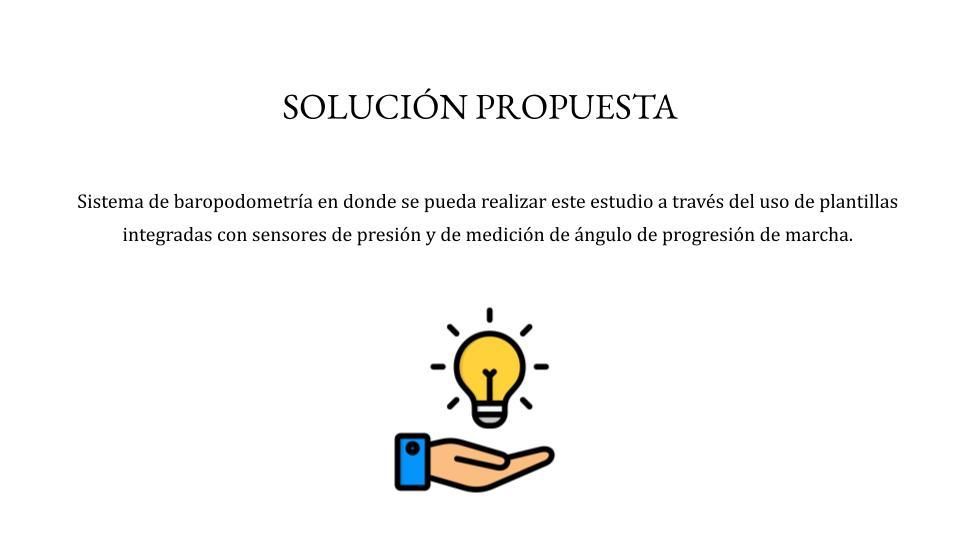 SOLUCIÓN PROPUESTA
Sistema de baropodometría en donde se pueda realizar este estudio a través del uso de plantillas
integradas con sensores de presión y de medición de ángulo de progresión de marcha.